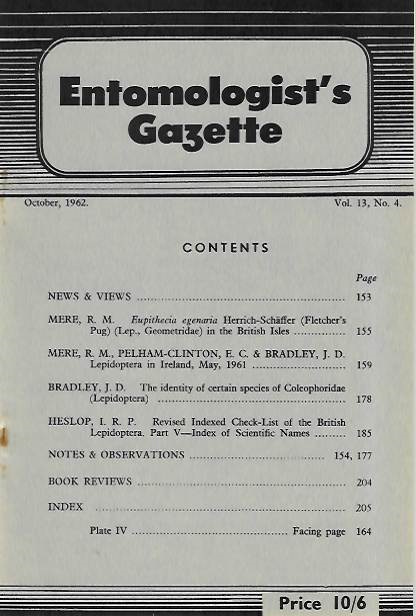 Entomologist's
Gazette
October, 1962. Vol. 13, No. 4.
CONTENTS
Page
NEWS & VIEWS ........ 153
MERE, R. M. Eupithecia egenaria Herrich-Schäffer (Fletcher's
Pug) (Lep., Geometridae) in the British Isles ........ 155
MERE, R. M., PELHAM-CLINTON, E. C. & BRADLEY, J. D.
Lepidoptera in Ireland, May, 1961 ........ 159
BRADLEY, J. D. The identity of certain species of Coleophoridae
(Lepidoptera) ........ 178
HESLOP, I. R. P. Revised Indexed Check-List of the British
Lepidoptera. Part V—Index of Scientific Names ........ 185
NOTES & OBSERVATIONS ........ 154, 177
BOOK REVIEWS ........ 204
INDEX ........ 205
Plate IV ........ Facing page 164
Price 10/6